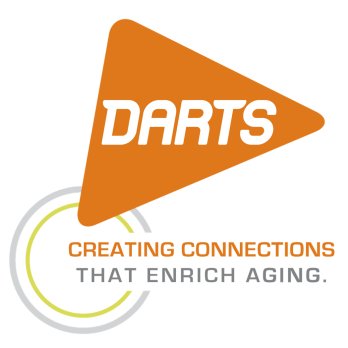 DARTS
CREATING CONNECTIONS
THAT ENRICH AGING.